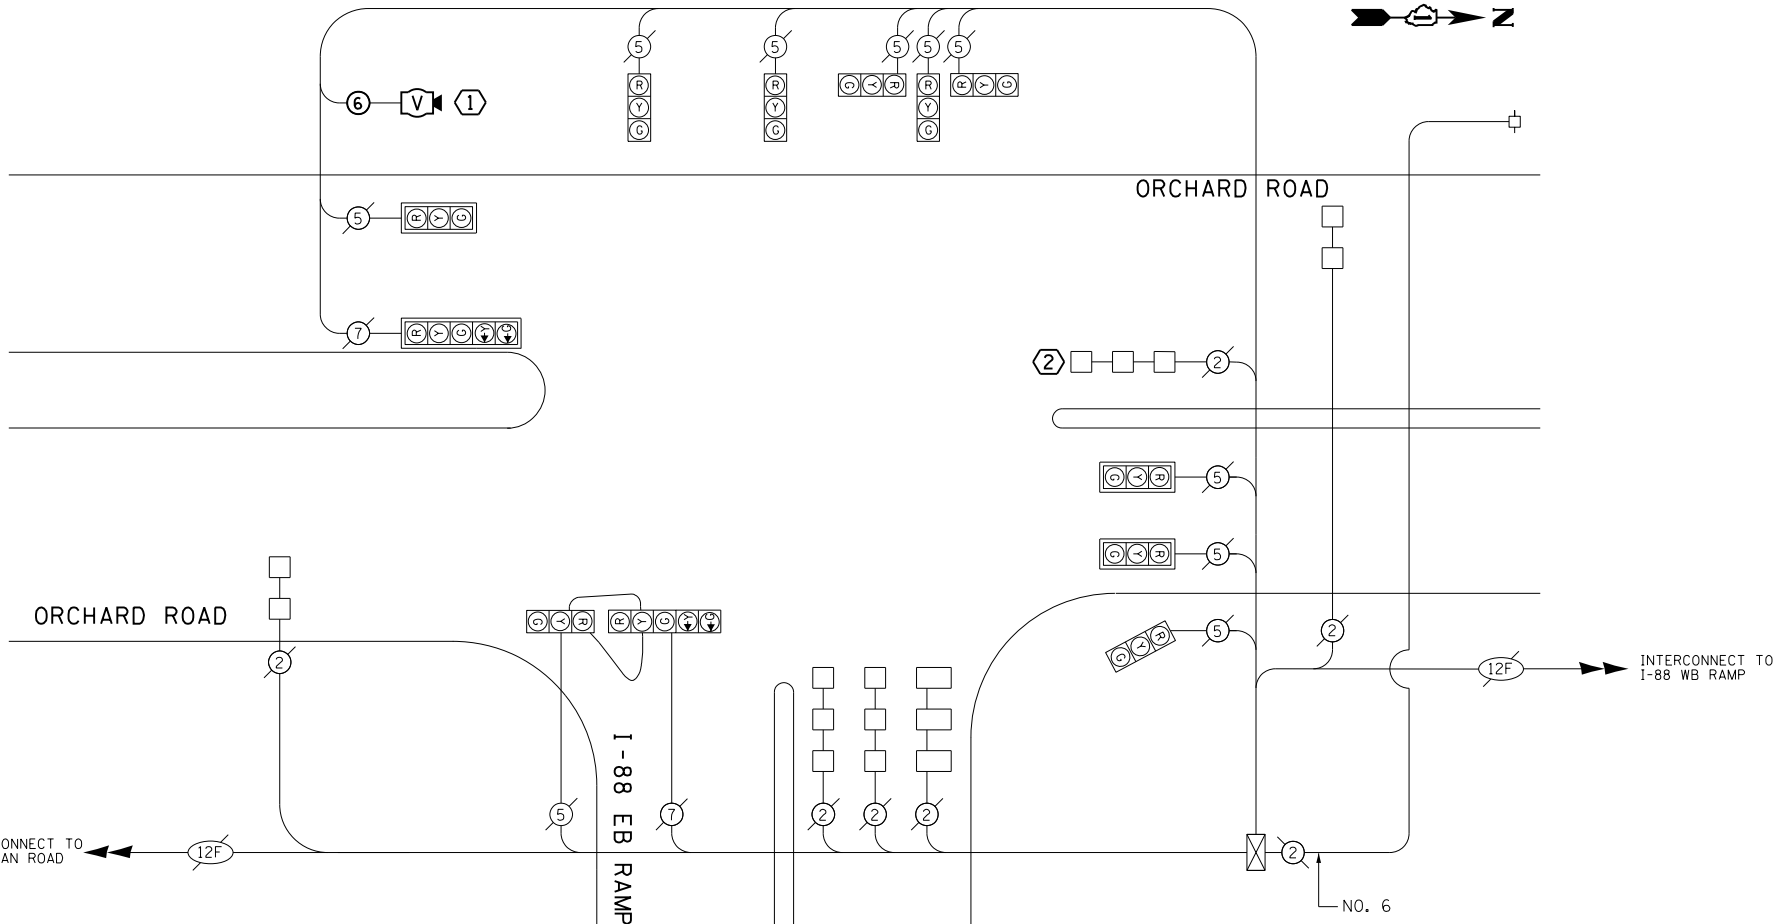 N
5 5 5 5 5
R R G Y R R R Y G
Y Y Y
G G G
6 V 1
ORCHARD ROAD
5 R Y G
7 R Y G Y G
2 2
G Y R 5
G Y R 5
ORCHARD ROAD
G Y R R Y G Y G
G Y R 5 2
2
12F INTERCONNECT TO
I-88 WB RAMP
I-88 EB RAMP
5 7 2 2 2
ONNECT TO
AN ROAD
12F 2
NO. 6